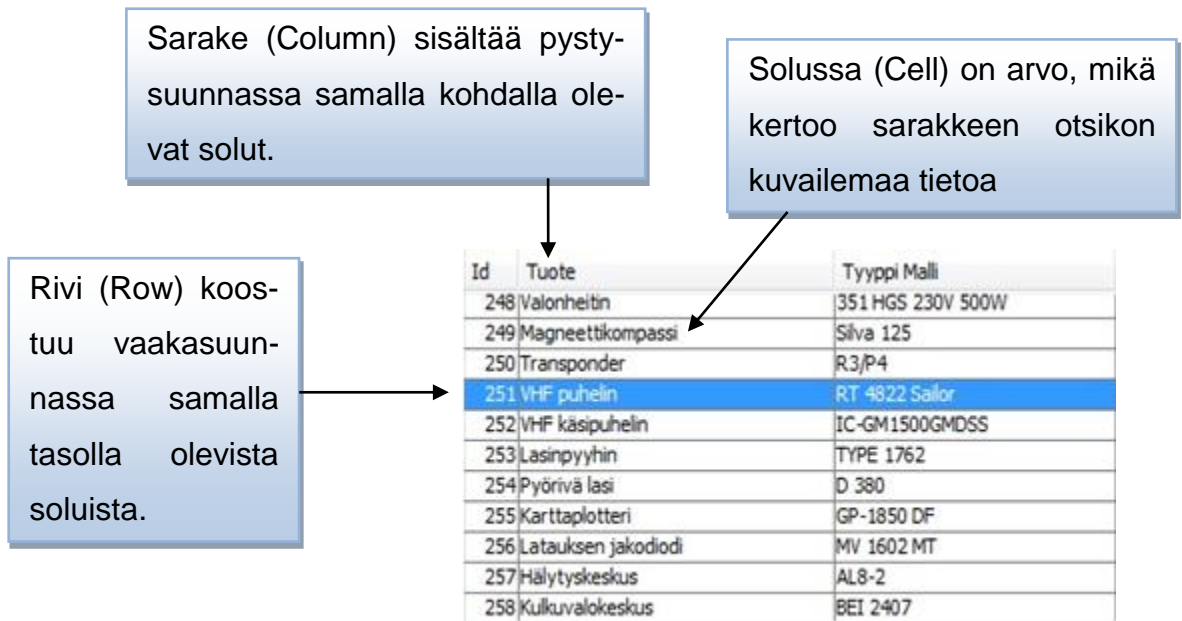 Sarake (Column) sisältää pysty-
suunnassa samalla kohdalla ole-
vat solut.
Solussa (Cell) on arvo, mikä
kertoo sarakkeen otsikon
kuvailemaa tietoa
Rivi (Row) koos-
tuu vaakasuun-
nassa samalla
tasolla olevista
soluista.
Id Tuote Tyyppi Malli
248 Valonheitin 351 HGS 230V 500W
249 Magneettikompassi Silva 125
250 Transponder R3/P4
251 VHF puhelin RT 4822 Sailor
252 VHF käsipuhelin IC-GM1500GMDSS
253 Lasinpyyhin TYPE 1762
254 Pyörivä lasi D 380
255 Karttaplotteri GP-1850 DF
256 Latauksen jakodiodi MV 1602 MT
257 Hälytyskeskus AL8-2
258 Kulkuvalokeskus BEI 2407